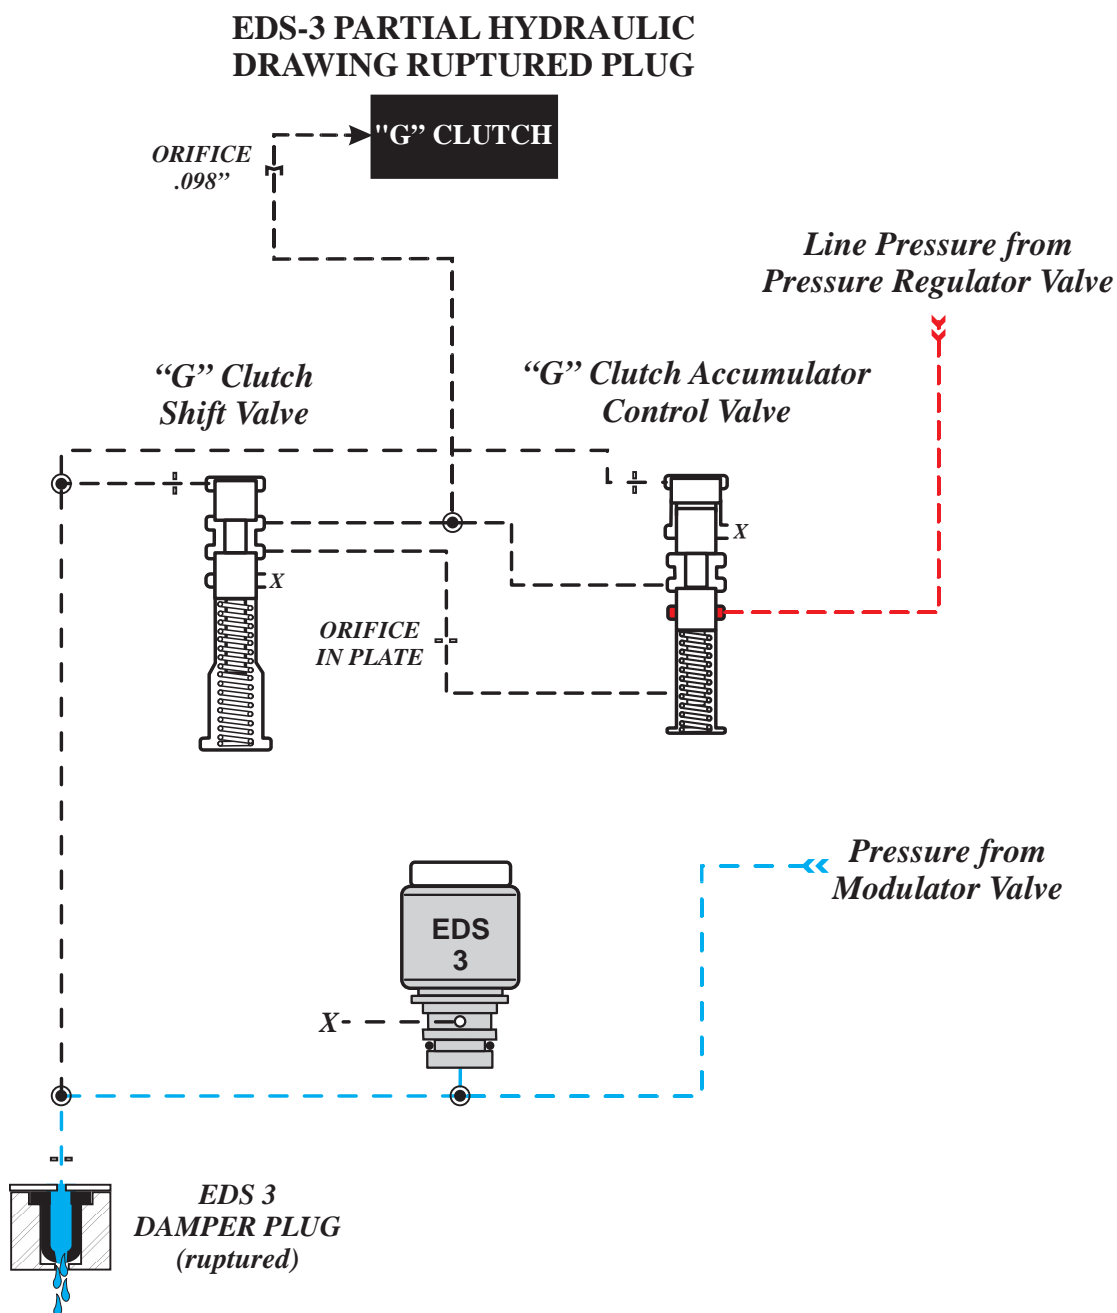 EDS-3 PARTIAL HYDRAULIC
DRAWING RUPTURED PLUG
"G” CLUTCH
ORIFICE
.098”
Line Pressure from
Pressure Regulator Valve
“G” Clutch
Shift Valve
“G” Clutch Accumulator
Control Valve
X
X
ORIFICE
IN PLATE
Pressure from
Modulator Valve
EDS
3
X
EDS 3
DAMPER PLUG
(ruptured)